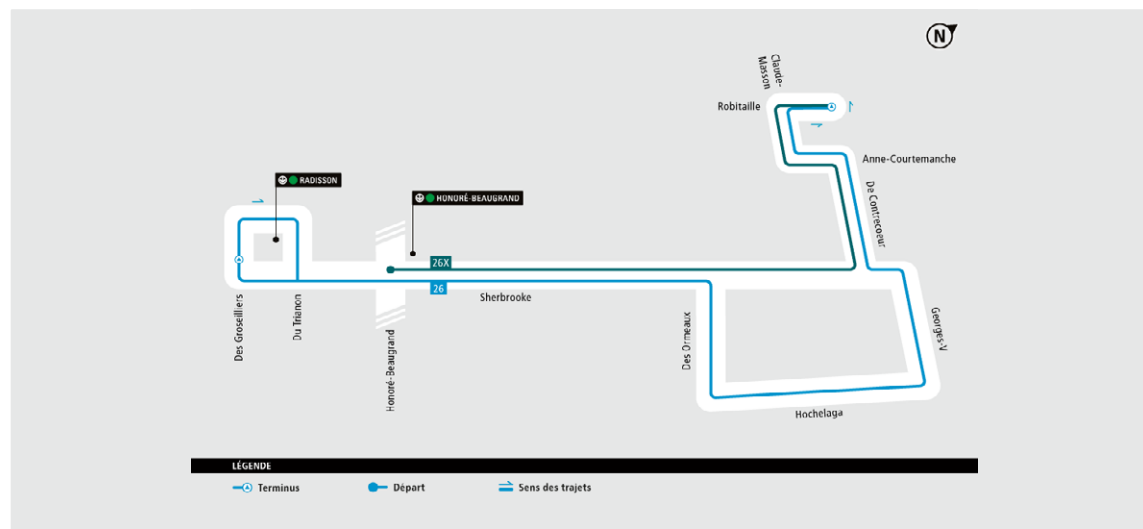 N
Claude-
Masson
Robitaille
Anne-Courtemanche
RADISSON
HONORÉ-BEAUGRAND
De Contrecoeur
26X
26
Sherbrooke
Des Groseilliers
Du Trianon
Honoré-Beaugrand
Des Ormeaux
Georges-V
Hochelaga
LÉGENDE
Terminus
Départ
Sens des trajets